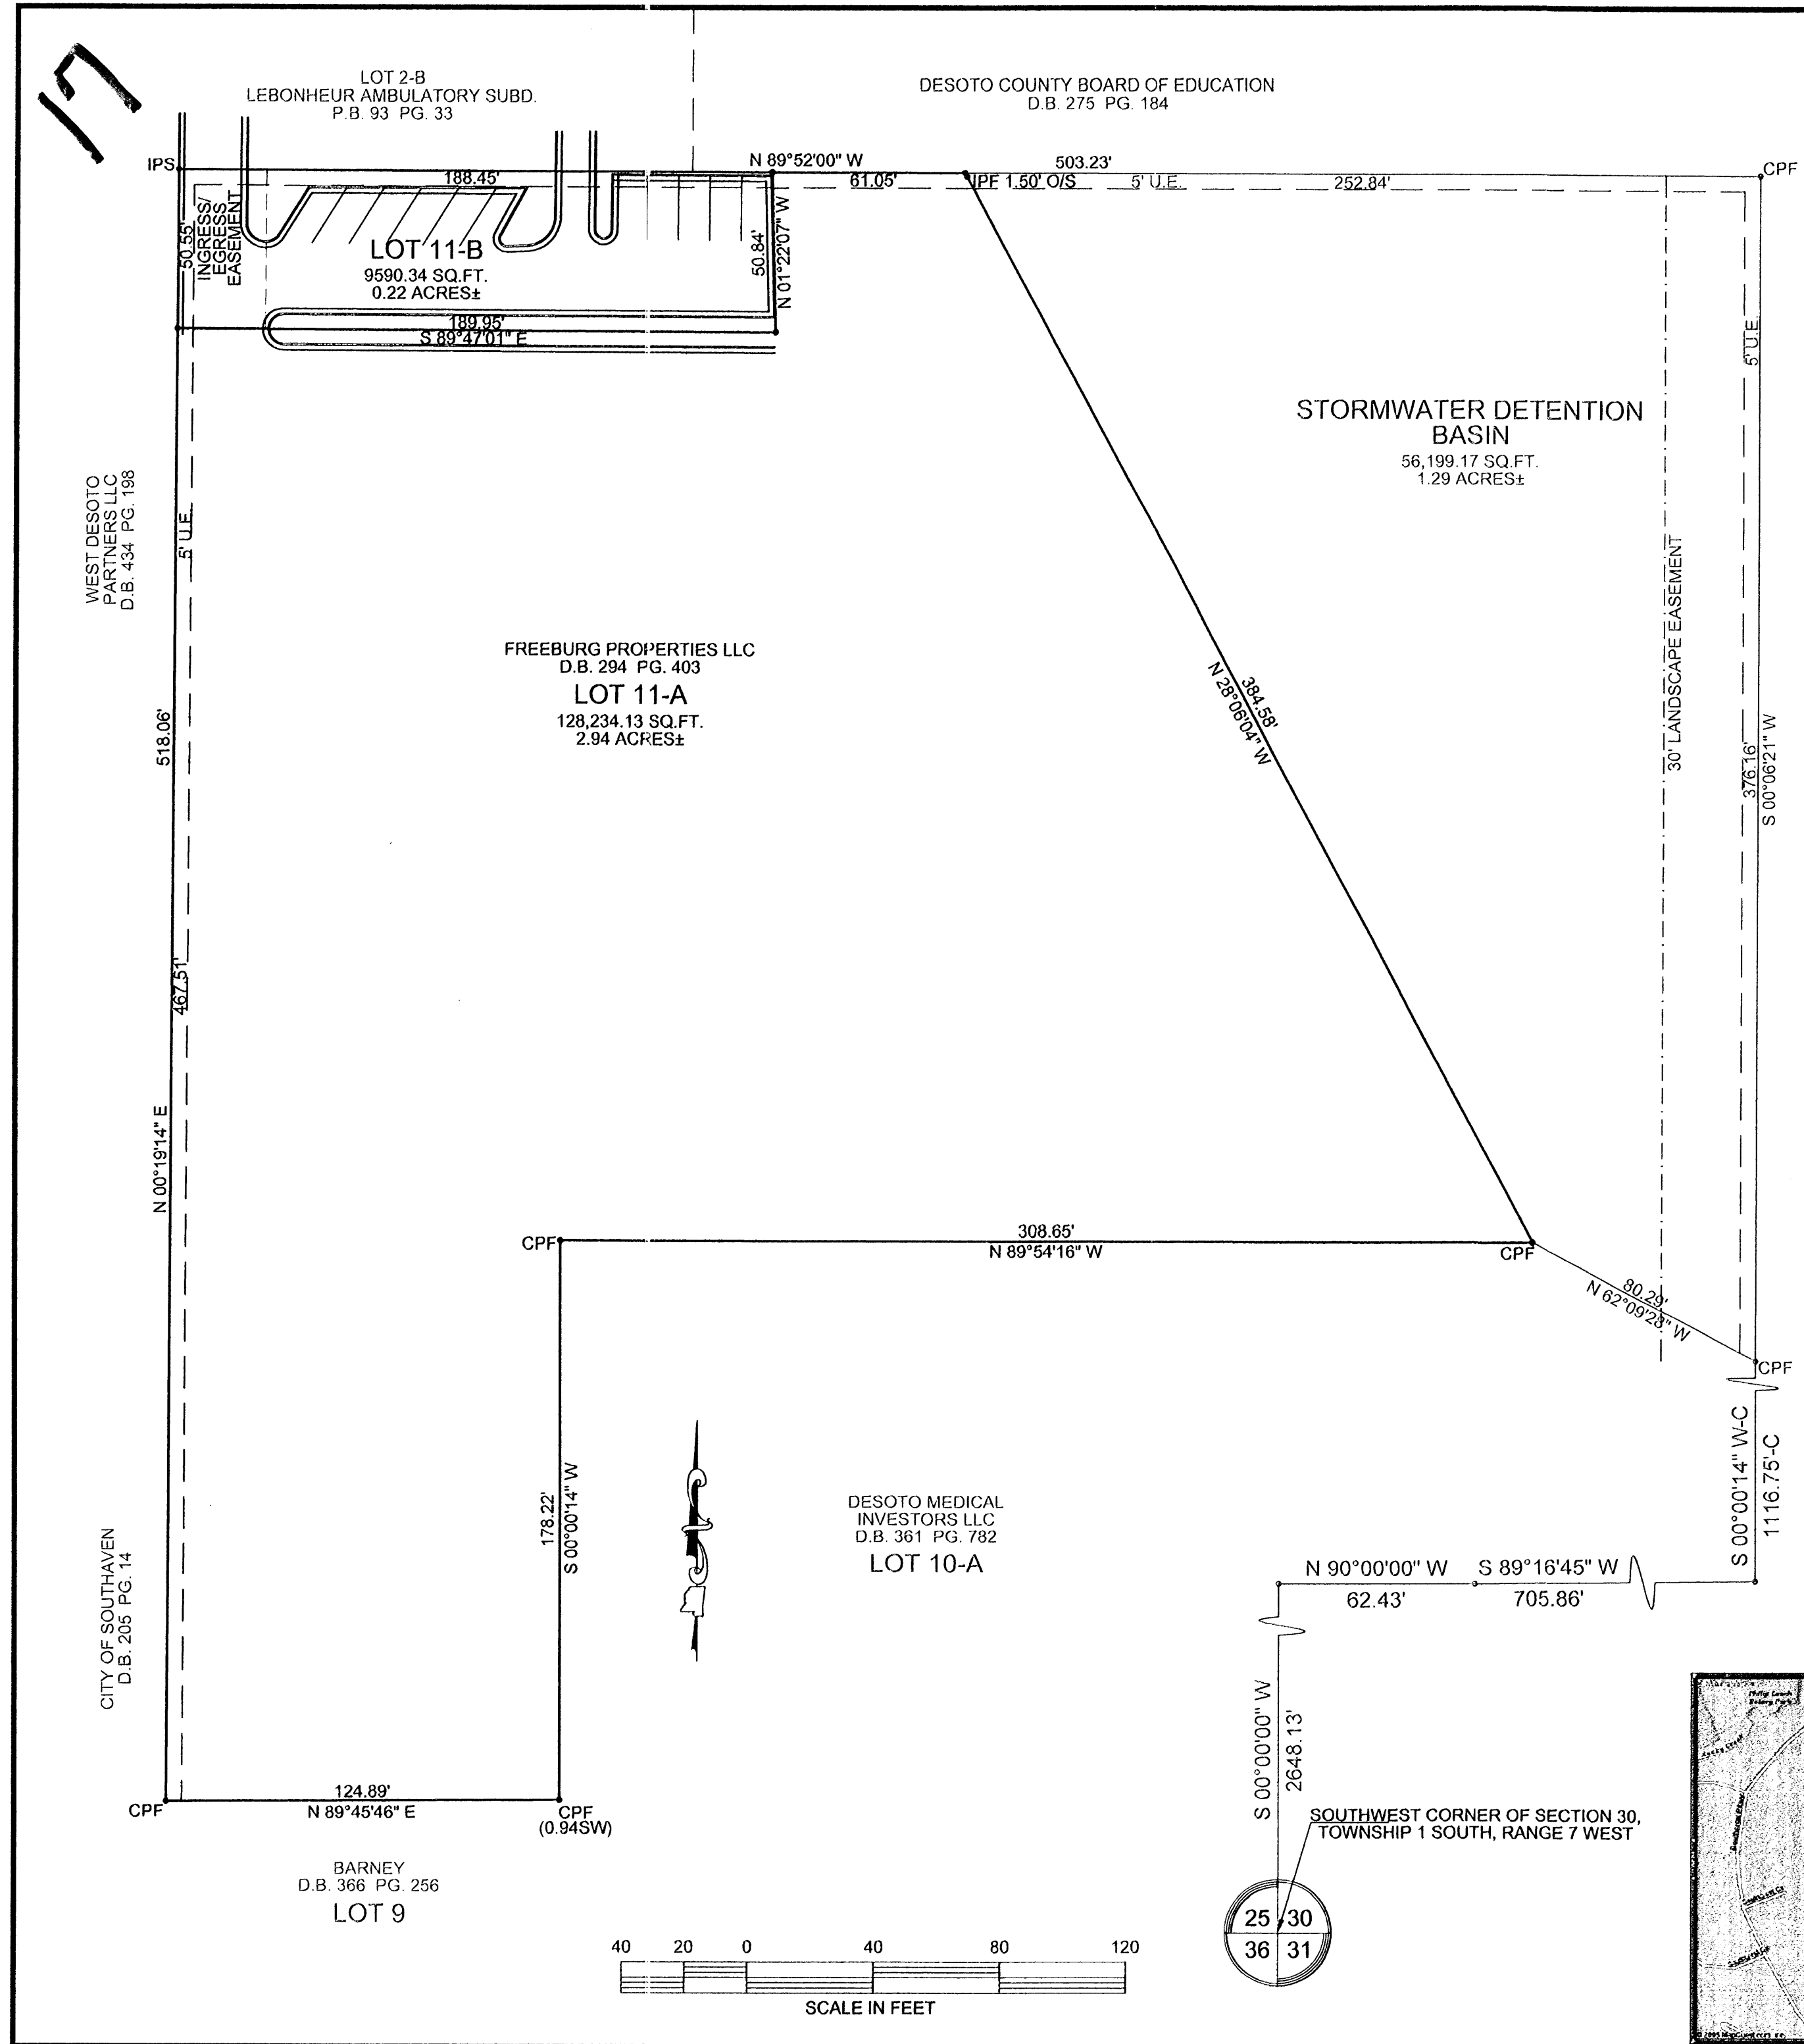 17
LOT 2-B
LEBONHEUR AMBULATORY SUBD.
P.B. 93 PG. 33
DESOTO COUNTY BOARD OF EDUCATION
D.B. 275 PG. 184
IPS
188.45'
N 89°52'00" W
61.05'
IPF 1.50' O/S
503.23'
5' U.E.
252.84'
CPF
50.55'
INGRESS/
EGRESS
EASEMENT
LOT 11-B
9590.34 SQ.FT.
0.22 ACRES±
50.84'
N 01°22'07" W
189.95'
S 89°47'01" E
5' U.E.
STORMWATER DETENTION
BASIN
56,199.17 SQ.FT.
1.29 ACRES±
WEST DESOTO
PARTNERS LLC
D.B. 434 PG. 198
5' U.E.
30' LANDSCAPE EASEMENT
FREEBURG PROPERTIES LLC
D.B. 294 PG. 403
LOT 11-A
128,234.13 SQ.FT.
2.94 ACRES±
518.06'
384.58'
N 28°06'04" W
376.16'
S 00°06'21" W
467.51'
N 00°19'14" E
CPF
308.65'
N 89°54'16" W
CPF
80.29'
N 62°09'28" W
CPF
178.22'
S 00°00'14" W
DESOTO MEDICAL
INVESTORS LLC
D.B. 361 PG. 782
LOT 10-A
S 00°00'14" W-C
1116.75'-C
CITY OF SOUTHAVEN
D.B. 205 PG. 14
N 90°00'00" W
62.43'
S 89°16'45" W
705.86'
S 00°00'00" W
2648.13'
CPF
124.89'
N 89°45'46" E
CPF
(0.94SW)
SOUTHWEST CORNER OF SECTION 30,
TOWNSHIP 1 SOUTH, RANGE 7 WEST
BARNEY
D.B. 366 PG. 256
LOT 9
25 30
36 31
40 20 0 40 80 120
SCALE IN FEET